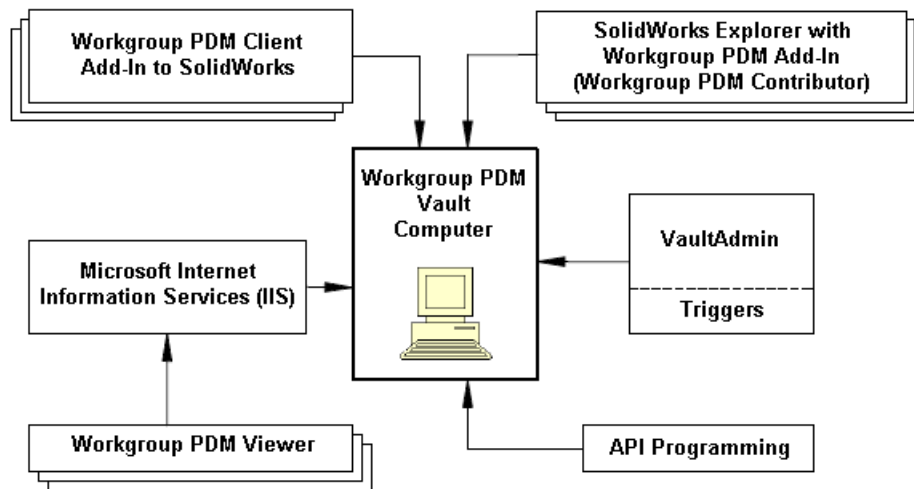 Workgroup PDM Client
Add-In to SolidWorks
SolidWorks Explorer with
Workgroup PDM Add-In
(Workgroup PDM Contributor)
Workgroup PDM
Vault
Computer
VaultAdmin
Triggers
Microsoft Internet
Information Services (IIS)
Workgroup PDM Viewer
API Programming